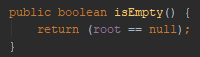 public boolean isEmpty() {
    return (root == null);
}